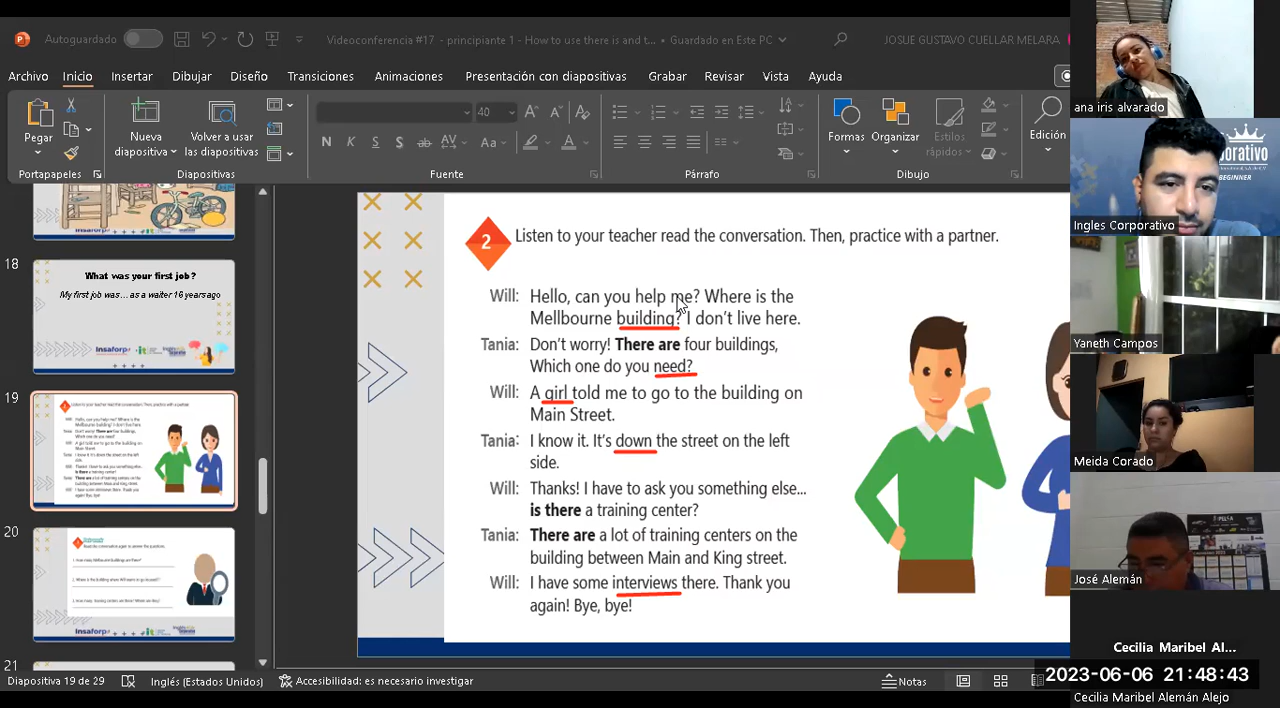 Autoguardado
Videoconferencia #17 - principiante 1 - How to use there is and t... • Guardado en Este PC
JOSUE GUSTAVO CUELLAR MELARA
Archivo Inicio Insertar Dibujar Diseño Transiciones Animaciones Presentación con diapositivas Grabar Revisar Vista Ayuda
Pegar
Nueva diapositiva
Volver a usar las diapositivas
40
Formas
Organizar
Estilos rápidos
Edición
Portapapeles
Diapositivas
Fuente
Párrafo
Dibujo
18
What was your first job?
My first job was... as a waiter 16 years ago
Insaforp
19
20
Insaforp
21
2
Listen to your teacher read the conversation. Then, practice with a partner.
Will: Hello, can you help me? Where is the
Mellbourne building? I don't live here.
Tania: Don't worry! There are four buildings,
Which one do you need?
Will: A girl told me to go to the building on
Main Street.
Tania: I know it. It's down the street on the left
side.
Will: Thanks! I have to ask you something else...
is there a training center?
Tania: There are a lot of training centers on the
building between Main and King street.
Will: I have some interviews there. Thank you
again! Bye, bye!
ana iris alvarado
orativo
BEGINNER
Ingles Corporativo
Yaneth Campos
Meida Corado
José Alemán
Cecilia Maribel Al...
2023-06-06 21:48:43
Cecilia Maribel Alemán Alejo
Diapositiva 19 de 29
Inglés (Estados Unidos)
Accesibilidad: es necesario investigar
Notas